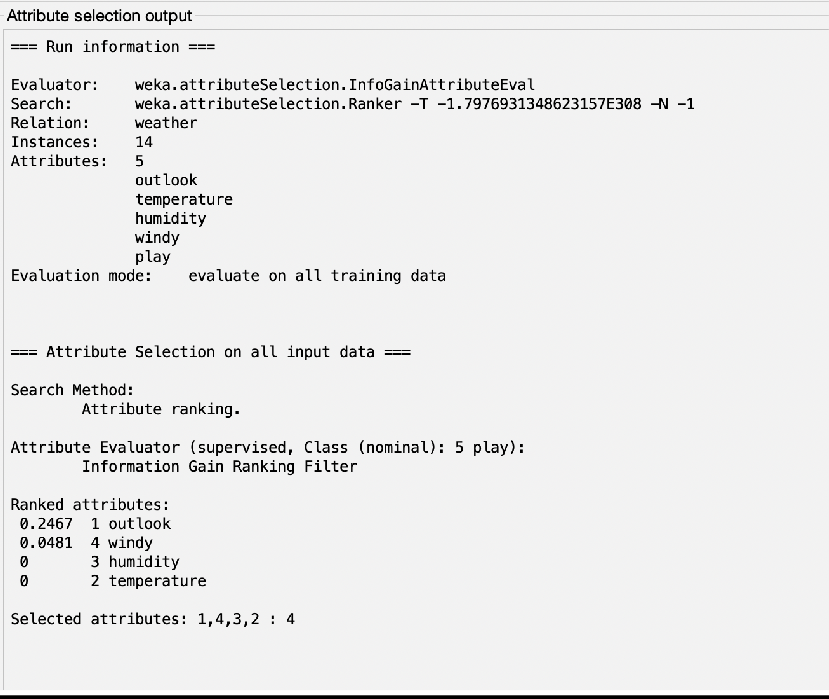 Attribute selection output
=== Run information ===
Evaluator:    weka.attributeSelection.InfoGainAttributeEval
Search:       weka.attributeSelection.Ranker -T -1.7976931348623157E308 -N -1
Relation:     weather
Instances:    14
Attributes:   5
              outlook
              temperature
              humidity
              windy
              play
Evaluation mode:    evaluate on all training data
=== Attribute Selection on all input data ===
Search Method:
        Attribute ranking.
Attribute Evaluator (supervised, Class (nominal): 5 play):
        Information Gain Ranking Filter
Ranked attributes:
 0.2467  1 outlook
 0.0481  4 windy
 0       3 humidity
 0       2 temperature
Selected attributes: 1,4,3,2 : 4